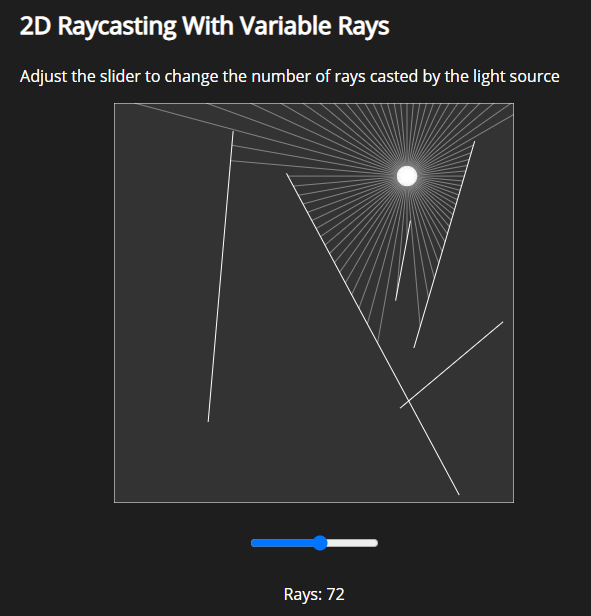 2D Raycasting With Variable Rays
Adjust the slider to change the number of rays casted by the light source
Rays: 72